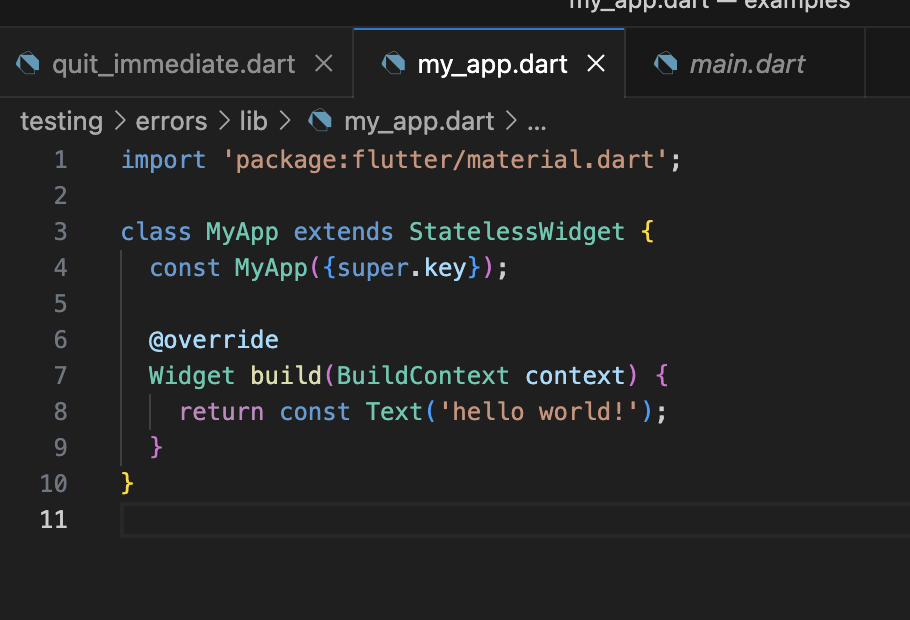 my_app.dart — examples
quit_immediate.dart my_app.dart main.dart
testing > errors > lib > my_app.dart > ...
1 import 'package:flutter/material.dart';
2
3 class MyApp extends StatelessWidget {
4 const MyApp({super.key});
5
6 @override
7 Widget build(BuildContext context) {
8 return const Text('hello world!');
9 }
10 }
11